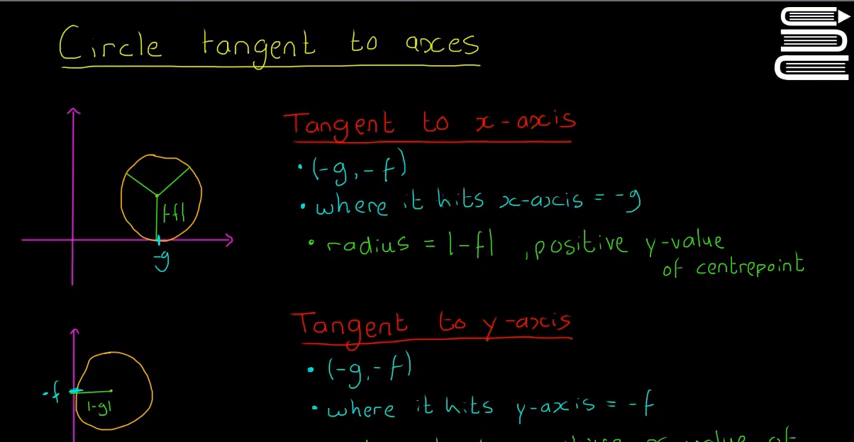 Circle tangent to axces
Tangent to x-axis
• (-g, -f)
• where it hits x-axis = -g
|-f|
• radius = |-f| , positive y-value
of centrepoint
-g
Tangent to y-axis
• (-g, -f)
-f
|-g|
• where it hits y-axis = -f